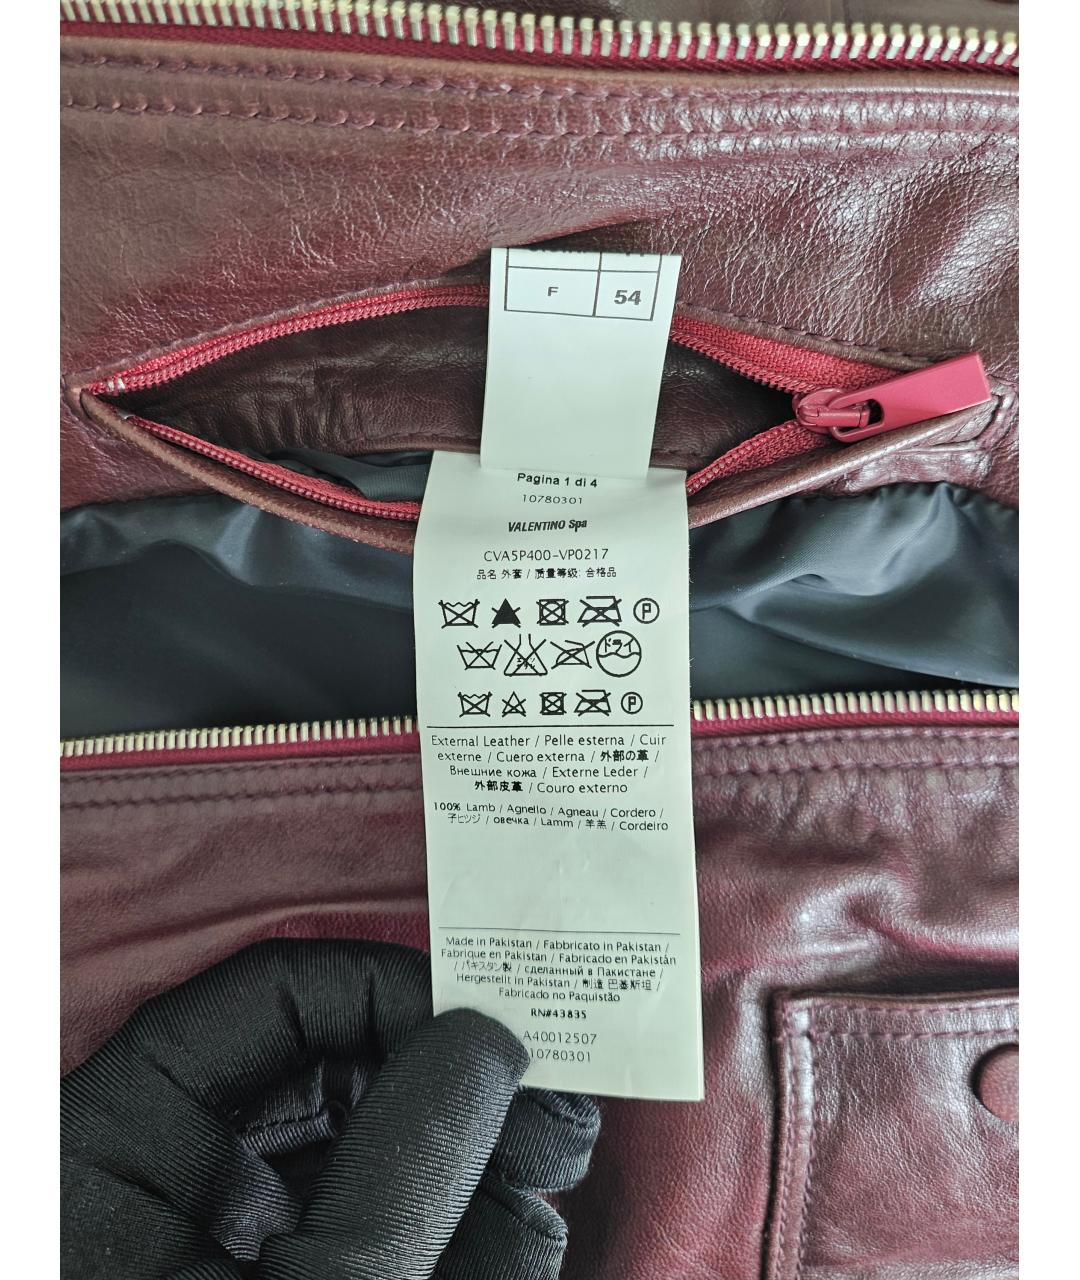 F 54
Pagina 1 di 4
10780301
VALENTINO Spa
CVA5P400-VP0217
品名 外套 / 质量等级: 合格品
P
ドライ
P
External Leather / Pelle esterna / Cuir
externe / Cuero externa / 外部の革 /
Внешние кожа / Externe Leder /
外部皮革 / Couro externo
100% Lamb / Agnello / Agneau / Cordero /
子ヒツジ / овечка / Lamm / 羊羔 / Cordeiro
Made in Pakistan / Fabbricato in Pakistan /
Fabrique en Pakistan / Fabricado en Pakistán
/ パキスタン製 / сделанный в Пакистане /
Hergestellt in Pakistan / 制造 巴基斯坦 /
Fabricado no Paquistão
RN#43835
A40012507
10780301